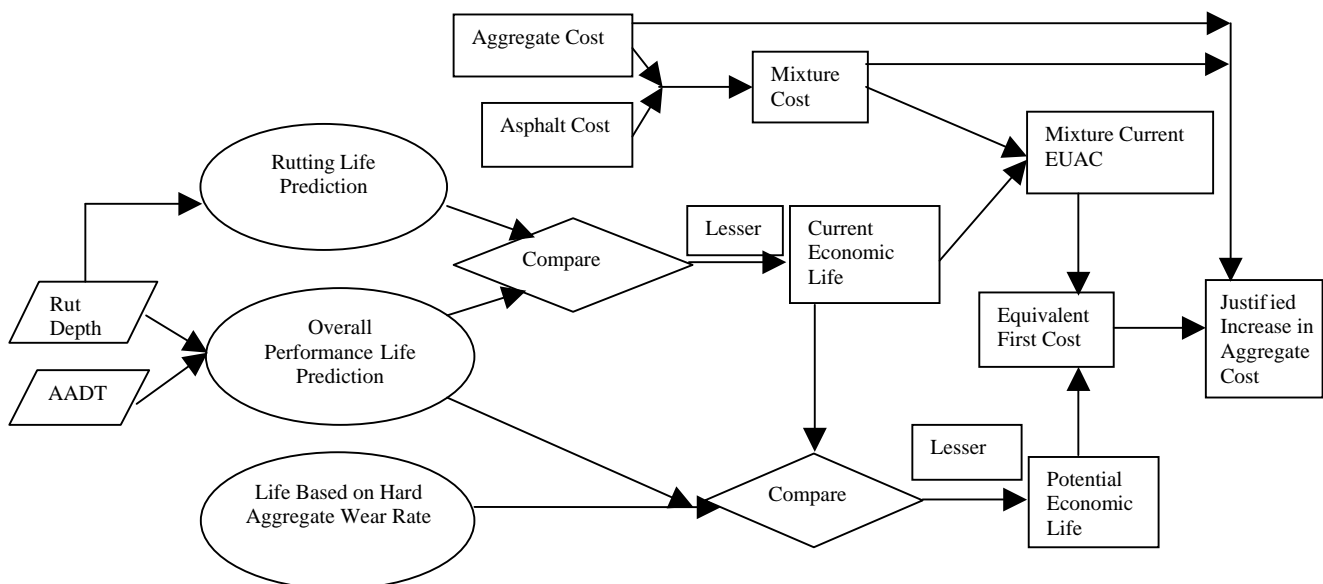 Aggregate Cost
Asphalt Cost
Mixture
Cost
Mixture Current
EUAC
Rutting Life
Prediction
Compare
Lesser
Current
Economic
Life
Rut
Depth
Overall
Performance Life
Prediction
AADT
Equivalent
First Cost
Justified
Increase in
Aggregate
Cost
Life Based on Hard
Aggregate Wear Rate
Compare
Lesser
Potential
Economic
Life